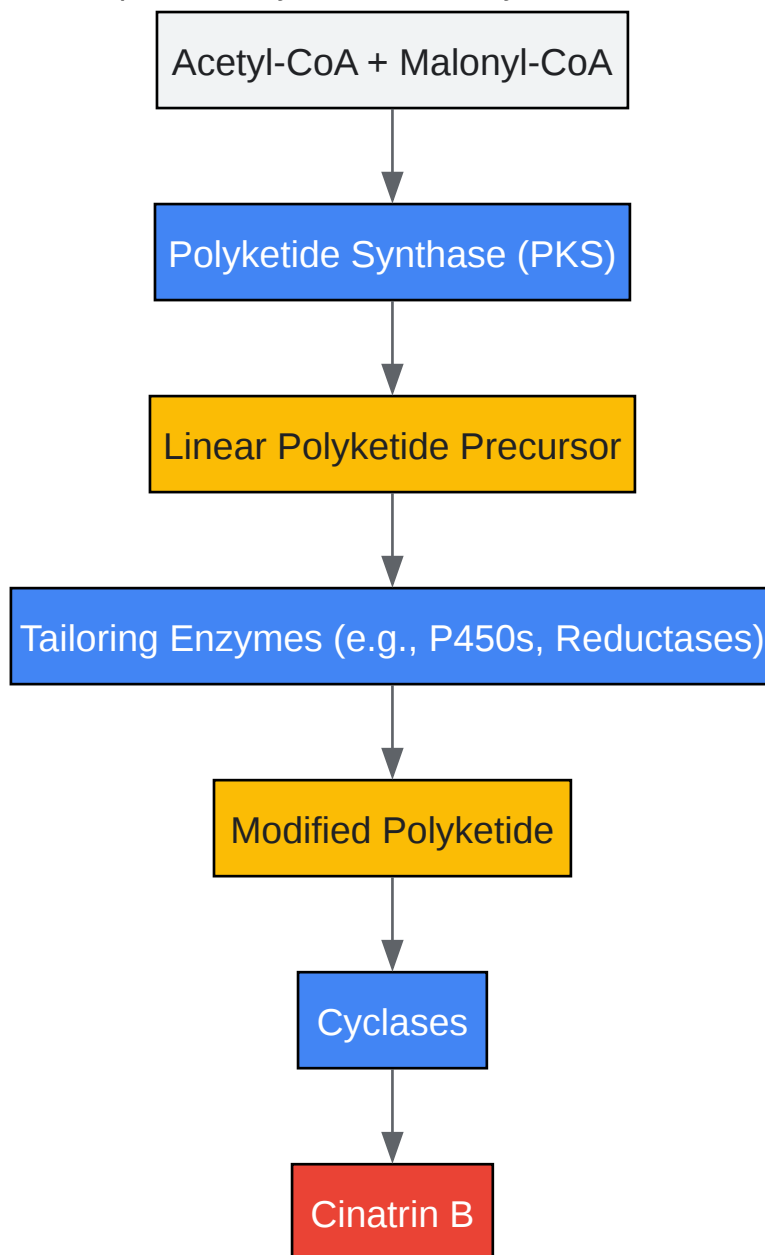 Acetyl-CoA + Malonyl-CoA
Polyketide Synthase (PKS)
Linear Polyketide Precursor
Tailoring Enzymes (e.g., P450s, Reductases)
Modified Polyketide
Cyclases
Cinatrin B